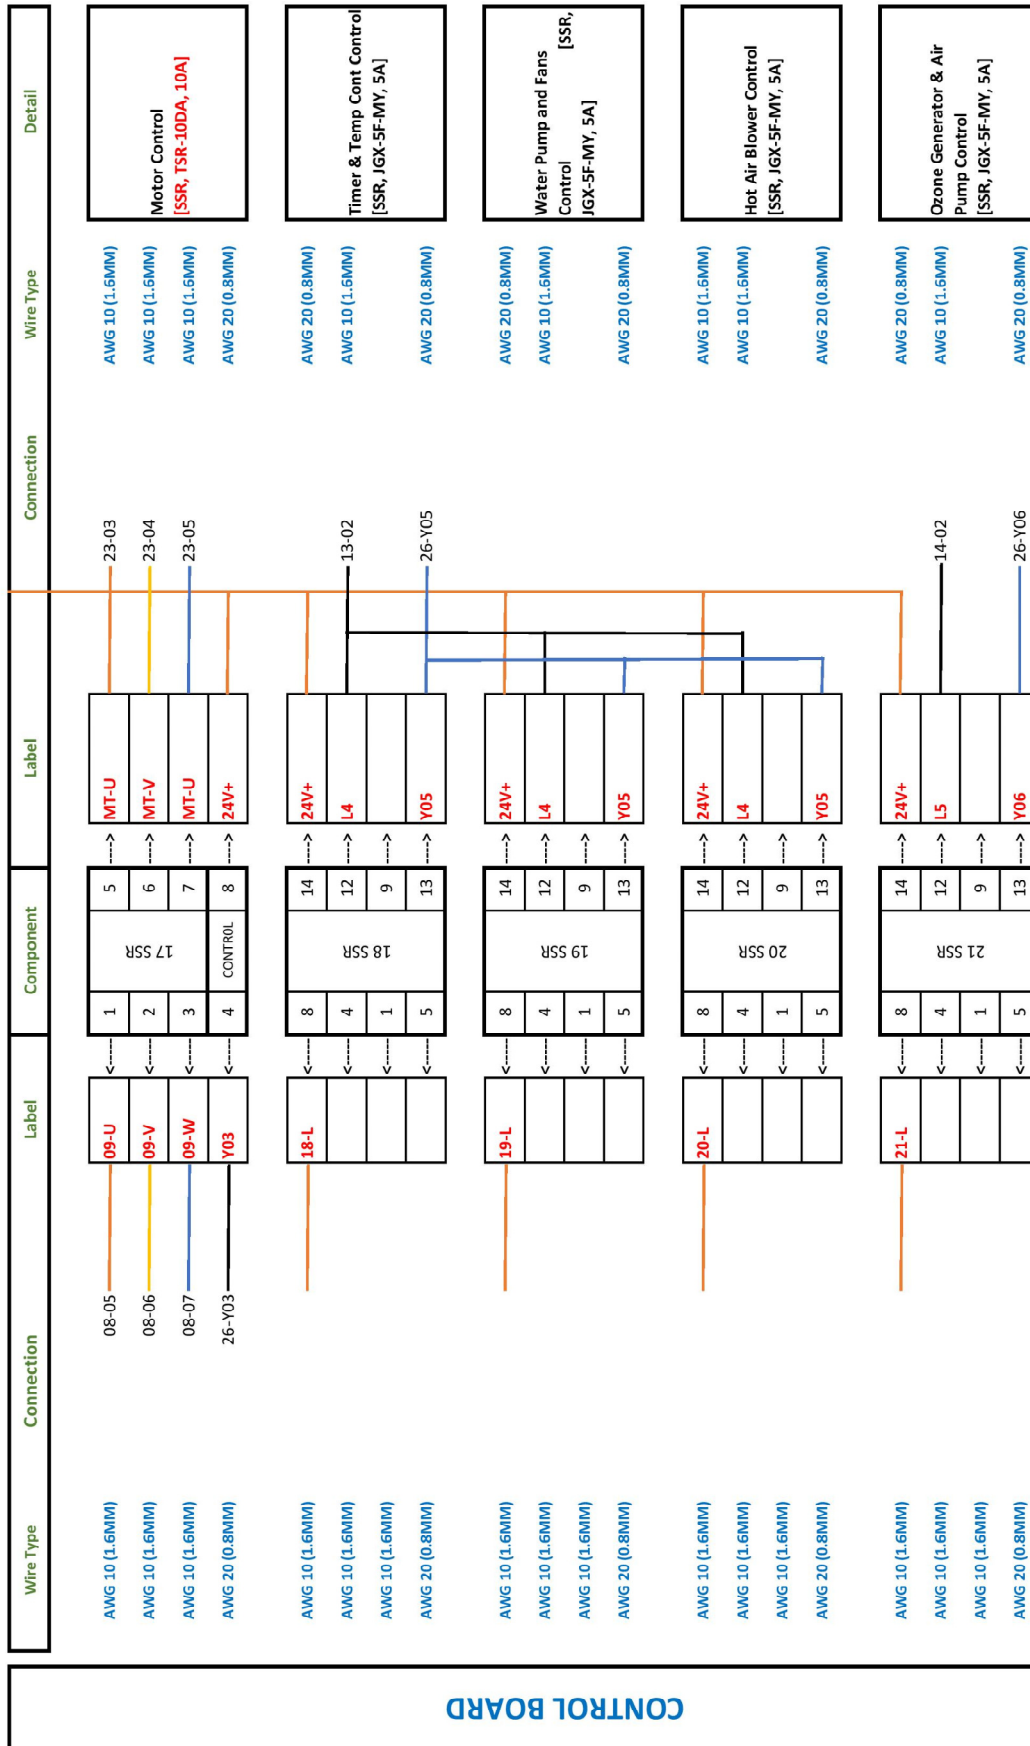 CONTROL BOARD
Wire Type Connection Label Component Label Connection Wire Type Detail
AWG 10 (1.6MM) 08-05 09-U <----- 1 5 -----> MT-U 23-03 AWG 10 (1.6MM)
AWG 10 (1.6MM) 08-06 09-V <----- 2 6 -----> MT-V 23-04 AWG 10 (1.6MM)
AWG 10 (1.6MM) 08-07 09-W <----- 3 7 -----> MT-U 23-05 AWG 10 (1.6MM)
AWG 20 (0.8MM) 26-Y03 Y03 <----- 4 CONTROL 8 -----> 24V+ AWG 20 (0.8MM)
17 SSR
Motor Control
[SSR, TSR-10DA, 10A]
AWG 10 (1.6MM) 18-L <----- 8 14 -----> 24V+ AWG 20 (0.8MM)
AWG 10 (1.6MM) <----- 4 12 -----> L4 13-02 AWG 10 (1.6MM)
AWG 10 (1.6MM) <----- 1 9 ----->
AWG 20 (0.8MM) <----- 5 13 -----> Y05 26-Y05 AWG 20 (0.8MM)
18 SSR
Timer & Temp Cont Control
[SSR, JGX-5F-MY, 5A]
AWG 10 (1.6MM) 19-L <----- 8 14 -----> 24V+ AWG 20 (0.8MM)
AWG 10 (1.6MM) <----- 4 12 -----> L4 AWG 10 (1.6MM)
AWG 10 (1.6MM) <----- 1 9 ----->
AWG 20 (0.8MM) <----- 5 13 -----> Y05 AWG 20 (0.8MM)
19 SSR
Water Pump and Fans
Control [SSR,
JGX-5F-MY, 5A]
AWG 10 (1.6MM) 20-L <----- 8 14 -----> 24V+ AWG 10 (1.6MM)
AWG 10 (1.6MM) <----- 4 12 -----> L4 AWG 10 (1.6MM)
AWG 10 (1.6MM) <----- 1 9 ----->
AWG 20 (0.8MM) <----- 5 13 -----> Y05 AWG 20 (0.8MM)
20 SSR
Hot Air Blower Control
[SSR, JGX-5F-MY, 5A]
AWG 10 (1.6MM) 21-L <----- 8 14 -----> 24V+ AWG 20 (0.8MM)
AWG 10 (1.6MM) <----- 4 12 -----> L5 14-02 AWG 10 (1.6MM)
AWG 10 (1.6MM) <----- 1 9 ----->
AWG 20 (0.8MM) <----- 5 13 -----> Y06 26-Y06 AWG 20 (0.8MM)
21 SSR
Ozone Generator & Air
Pump Control
[SSR, JGX-5F-MY, 5A]